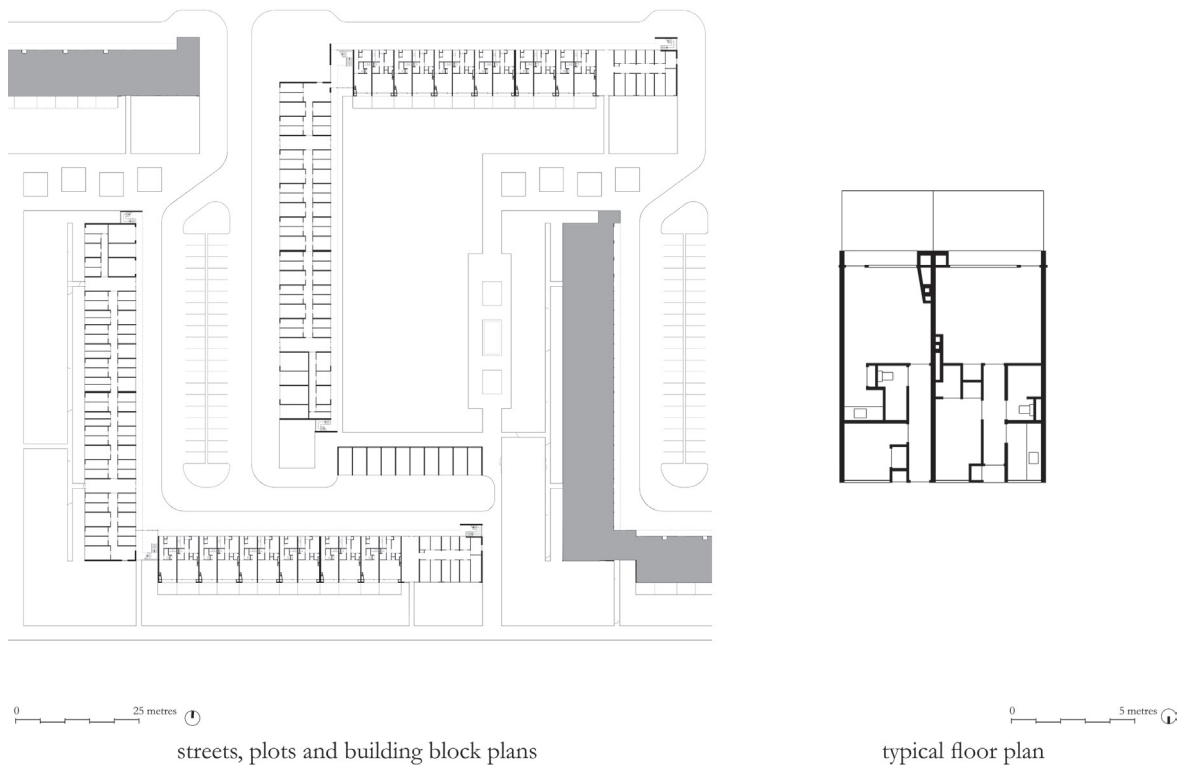 0 25 metres
streets, plots and building block plans
0 5 metres
typical floor plan